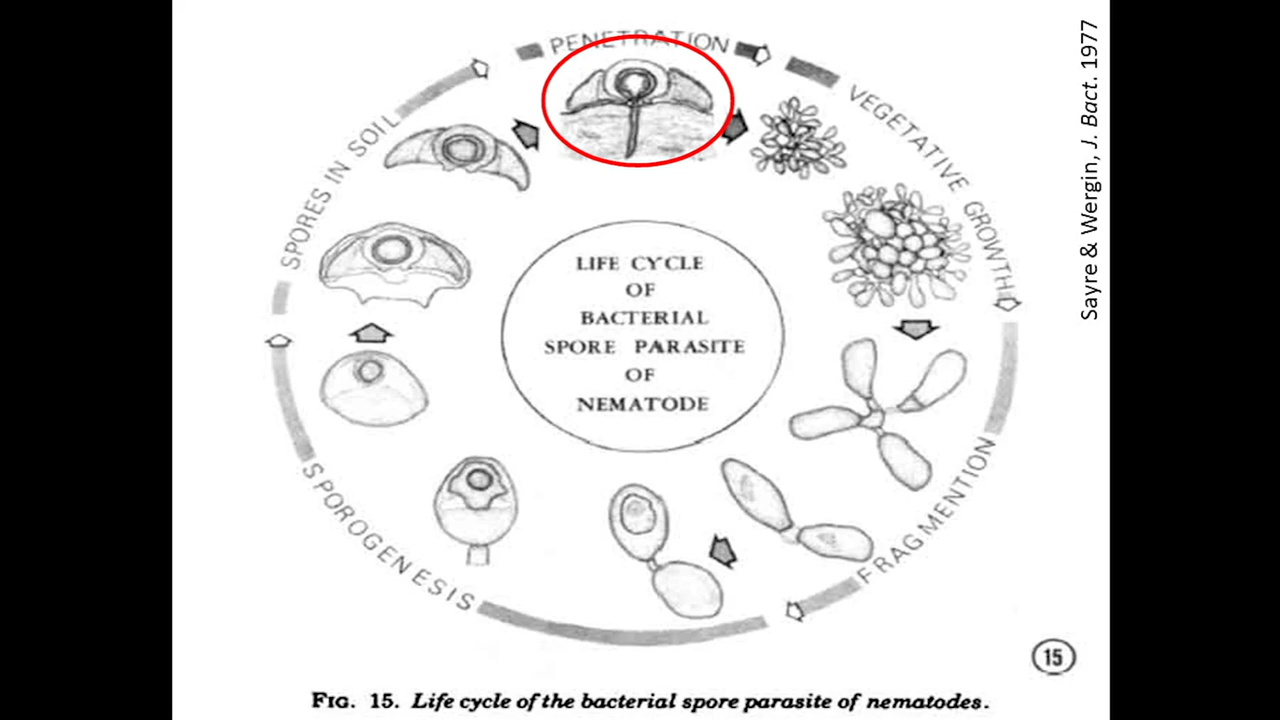 PENETRATION
VEGETATIVE GROWTH
FRAGMENTION
SPOROGENESIS
SPORES IN SOIL
LIFE CYCLE
OF
BACTERIAL
SPORE PARASITE
OF
NEMATODE
Sayre & Wergin, J. Bact. 1977
15
FIG. 15. Life cycle of the bacterial spore parasite of nematodes.